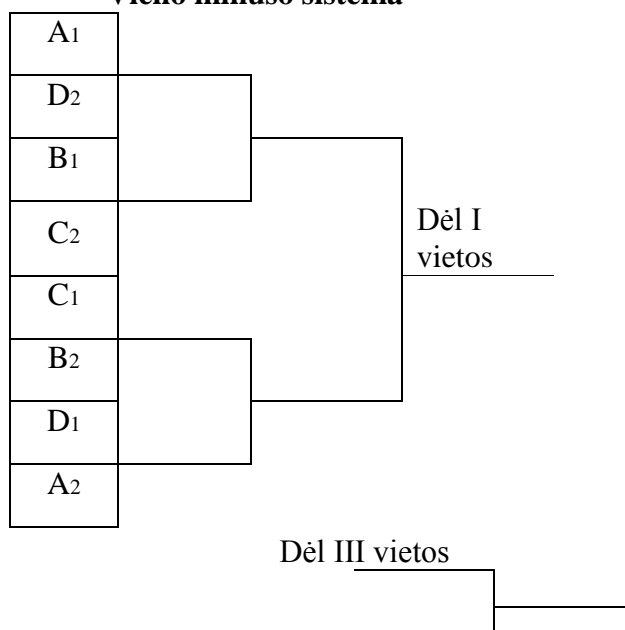 Vieno minuso sistema
A1
D2
B1
C2
C1
B2
D1
A2
Dėl I
vietos
Dėl III vietos